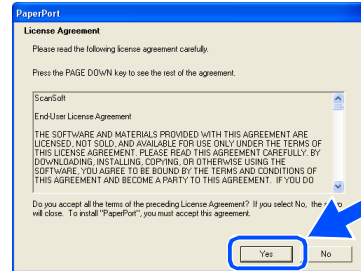 PaperPort
License Agreement
Please read the following license agreement carefully.
Press the PAGE DOWN key to see the rest of the agreement.
ScanSoft
End-User License Agreement
THE SOFTWARE AND MATERIALS PROVIDED WITH THIS AGREEMENT ARE
LICENSED, NOT SOLD, AND AVAILABLE FOR USE ONLY UNDER THE TERMS OF
THIS LICENSE AGREEMENT. PLEASE READ THIS AGREEMENT CAREFULLY. BY
DOWNLOADING, INSTALLING, COPYING, OR OTHERWISE USING THE
SOFTWARE, YOU AGREE TO BE BOUND BY THE TERMS AND CONDITIONS OF
THIS AGREEMENT AND BECOME A PARTY TO THIS AGREEMENT. IF YOU DO
Do you accept all the terms of the preceding License Agreement? If you select No, the
will close. To install "PaperPort", you must accept this agreement.
Yes
No